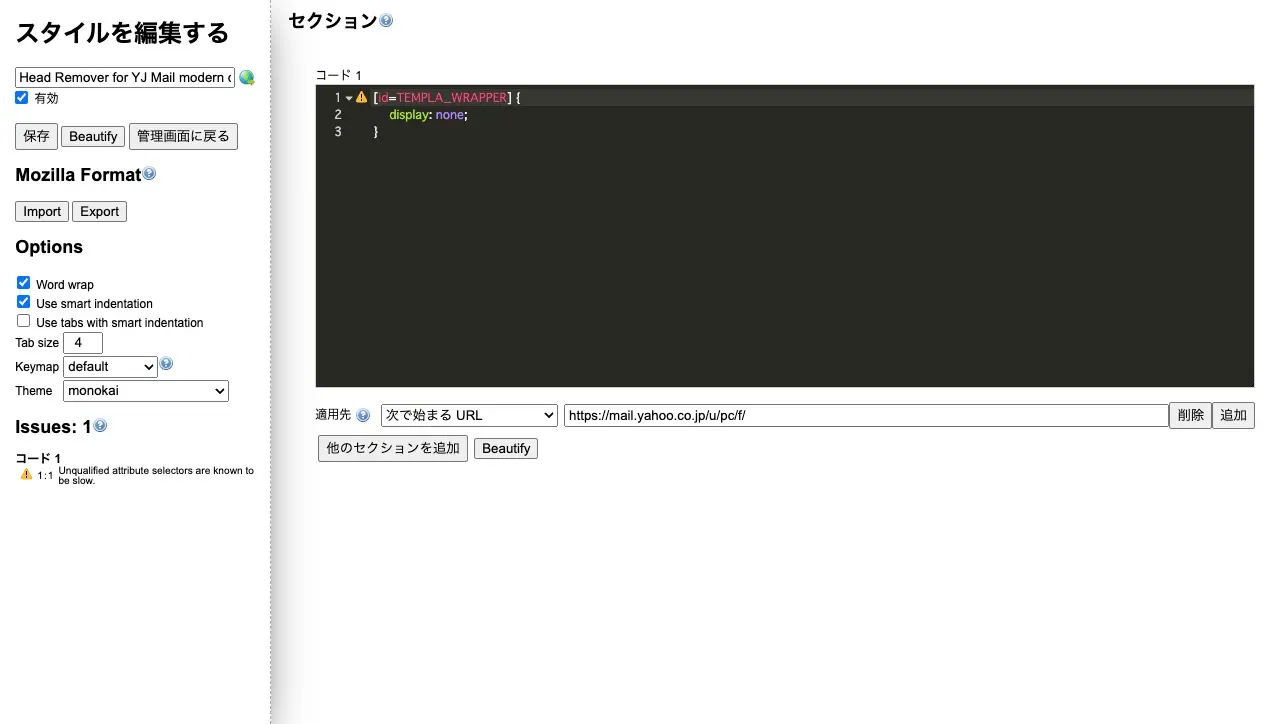 スタイルを編集する
Head Remover for YJ Mail modern
有効
保存 Beautify 管理画面に戻る
Mozilla Format
Import Export
Options
Word wrap
Use smart indentation
Use tabs with smart indentation
Tab size 4
Keymap default
Theme monokai
Issues: 1
コード 1
1:1 Unqualified attribute selectors are known to
be slow.
セクション
コード 1
1 [id=TEMPLA_WRAPPER] {
2 display: none;
3 }
適用先 次で始まる URL https://mail.yahoo.co.jp/u/pc/f/ 削除 追加
他のセクションを追加 Beautify